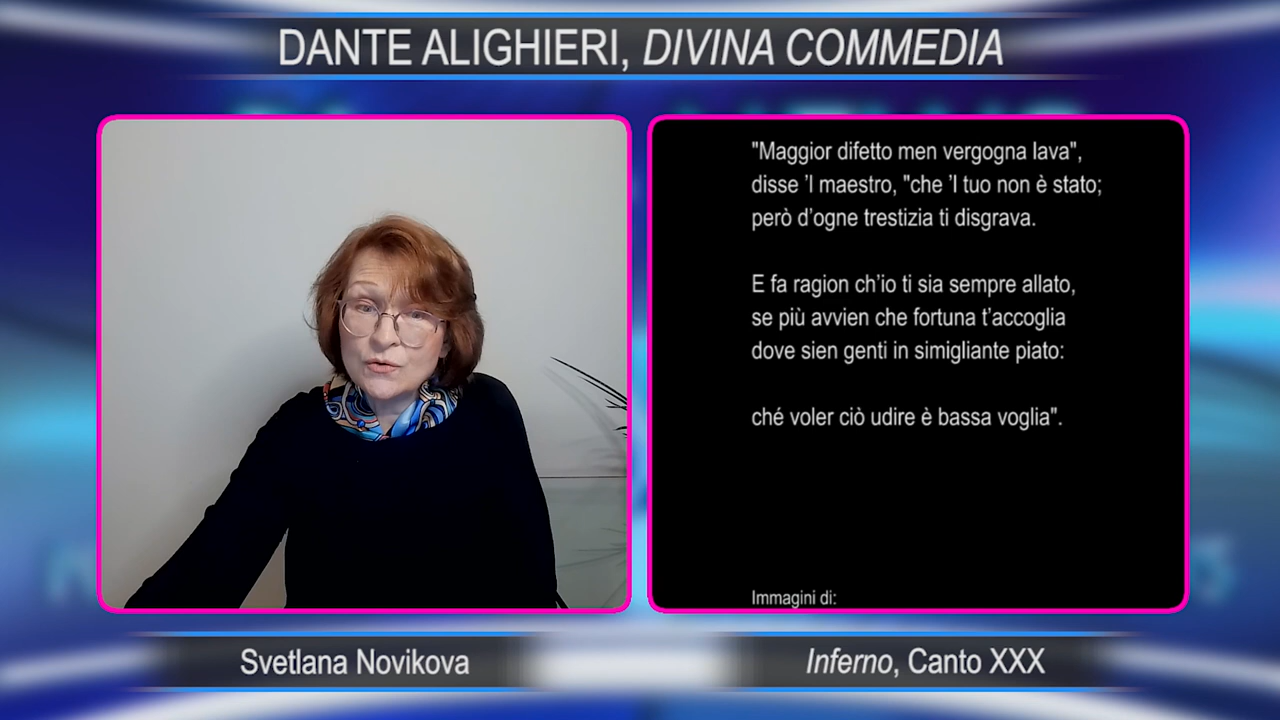 DANTE ALIGHIERI, DIVINA COMMEDIA
"Maggior difetto men vergogna lava",
disse ’l maestro, "che ’l tuo non è stato;
però d’ogne trestizia ti disgrava.
E fa ragion ch’io ti sia sempre allato,
se più avvien che fortuna t’accoglia
dove sien genti in simigliante piato:
ché voler ciò udire è bassa voglia".
Immagini di:
Svetlana Novikova
Inferno, Canto XXX